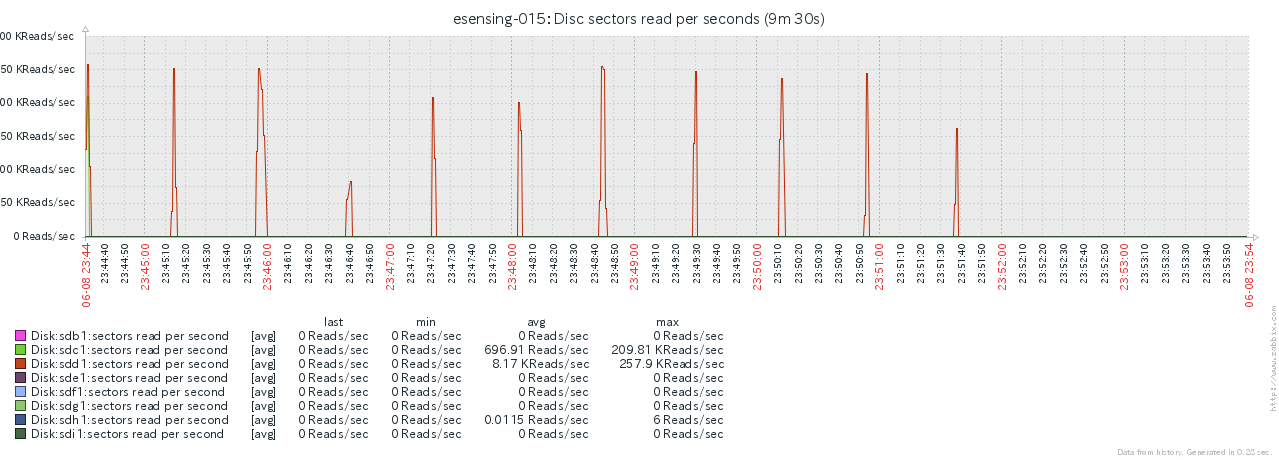 esensing-015: Disc sectors read per seconds (9m 30s)
00 KReads/sec
50 KReads/sec
00 KReads/sec
50 KReads/sec
00 KReads/sec
50 KReads/sec
0 Reads/sec
06-08 23:44 23:44:40 23:44:50 23:45:00 23:45:10 23:45:20 23:45:30 23:45:40 23:45:50 23:46:00 23:46:10 23:46:20 23:46:30 23:46:40 23:46:50 23:47:00 23:47:10 23:47:20 23:47:30 23:47:40 23:47:50 23:48:00 23:48:10 23:48:20 23:48:30 23:48:40 23:48:50 23:49:00 23:49:10 23:49:20 23:49:30 23:49:40 23:49:50 23:50:00 23:50:10 23:50:20 23:50:30 23:50:40 23:50:50 23:51:00 23:51:10 23:51:20 23:51:30 23:51:40 23:51:50 23:52:00 23:52:10 23:52:20 23:52:30 23:52:40 23:52:50 23:53:00 23:53:10 23:53:20 23:53:30 23:53:40 23:53:50 06-08 23:54
last min avg max
Disk:sdb1:sectors read per second [avg] 0 Reads/sec 0 Reads/sec 0 Reads/sec 0 Reads/sec
Disk:sdc1:sectors read per second [avg] 0 Reads/sec 0 Reads/sec 696.91 Reads/sec 209.81 KReads/sec
Disk:sdd1:sectors read per second [avg] 0 Reads/sec 0 Reads/sec 8.17 KReads/sec 257.9 KReads/sec
Disk:sde1:sectors read per second [avg] 0 Reads/sec 0 Reads/sec 0 Reads/sec 0 Reads/sec
Disk:sdf1:sectors read per second [avg] 0 Reads/sec 0 Reads/sec 0 Reads/sec 0 Reads/sec
Disk:sdg1:sectors read per second [avg] 0 Reads/sec 0 Reads/sec 0 Reads/sec 0 Reads/sec
Disk:sdh1:sectors read per second [avg] 0 Reads/sec 0 Reads/sec 0.0115 Reads/sec 6 Reads/sec
Disk:sdi1:sectors read per second [avg] 0 Reads/sec 0 Reads/sec 0 Reads/sec 0 Reads/sec
http://www.zabbix.com
Data from history. Generated in 0.28 sec.